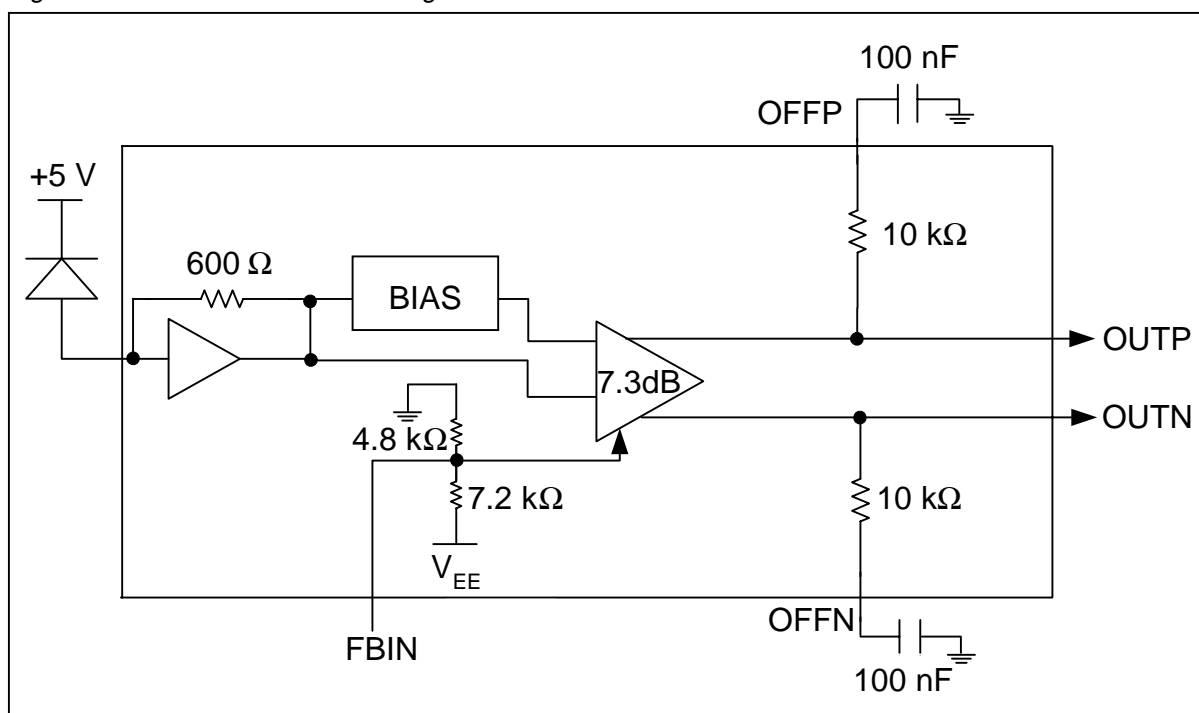 100 nF
OFFP
+5 V
10 kΩ
600 Ω
BIAS
OUTP
7.3dB
OUTN
4.8 kΩ
7.2 kΩ
10 kΩ
VEE
OFFN
FBIN
100 nF